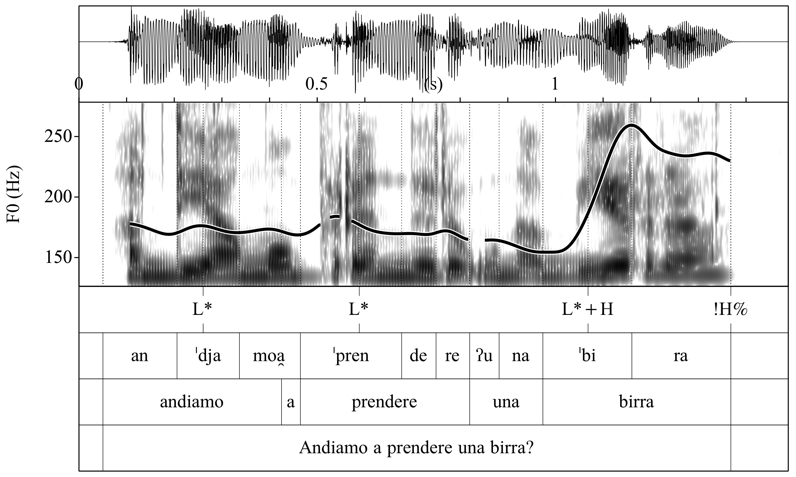 0 0.5 (s) 1
250
200
150
F0 (Hz)
L* L* L*+H !H%
an ˈdja moa̯ ˈpren de re ʔu na ˈbi ra
andiamo a prendere una birra
Andiamo a prendere una birra?